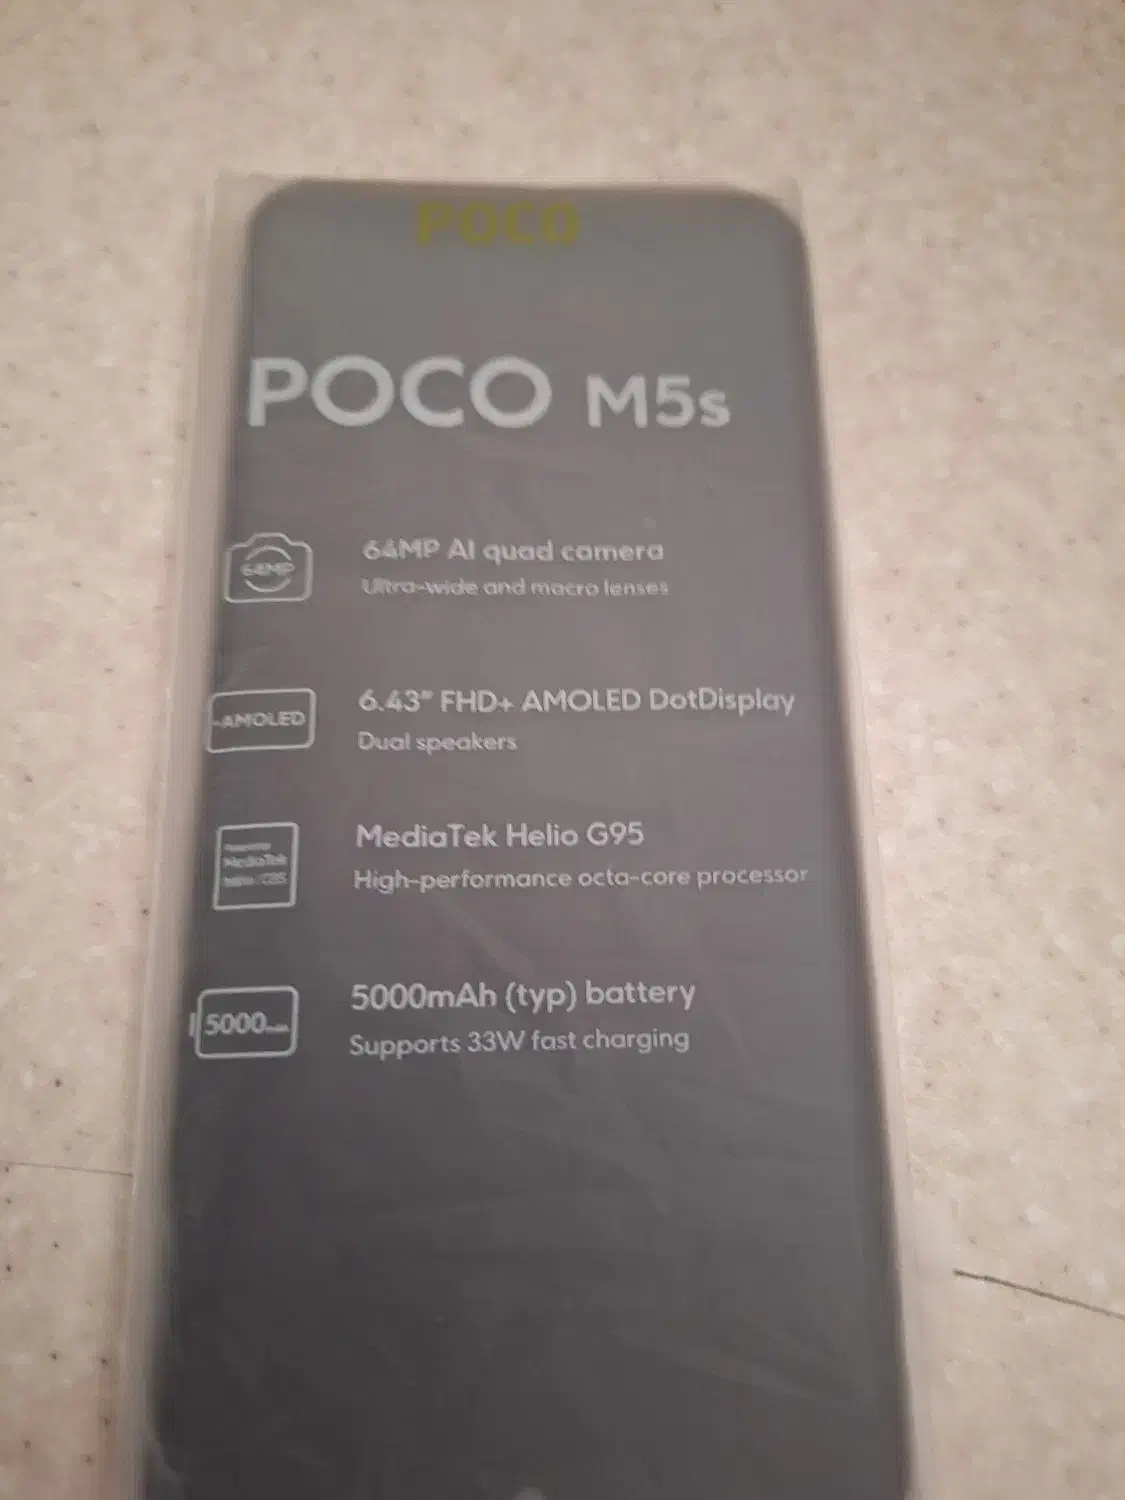 POCO
POCO M5s
64MP
64MP AI quad camera
Ultra-wide and macro lenses
AMOLED
6.43" FHD+ AMOLED DotDisplay
Dual speakers
MediaTek
MediaTek Helio G95
High-performance octa-core processor
5000
5000mAh (typ) battery
Supports 33W fast charging